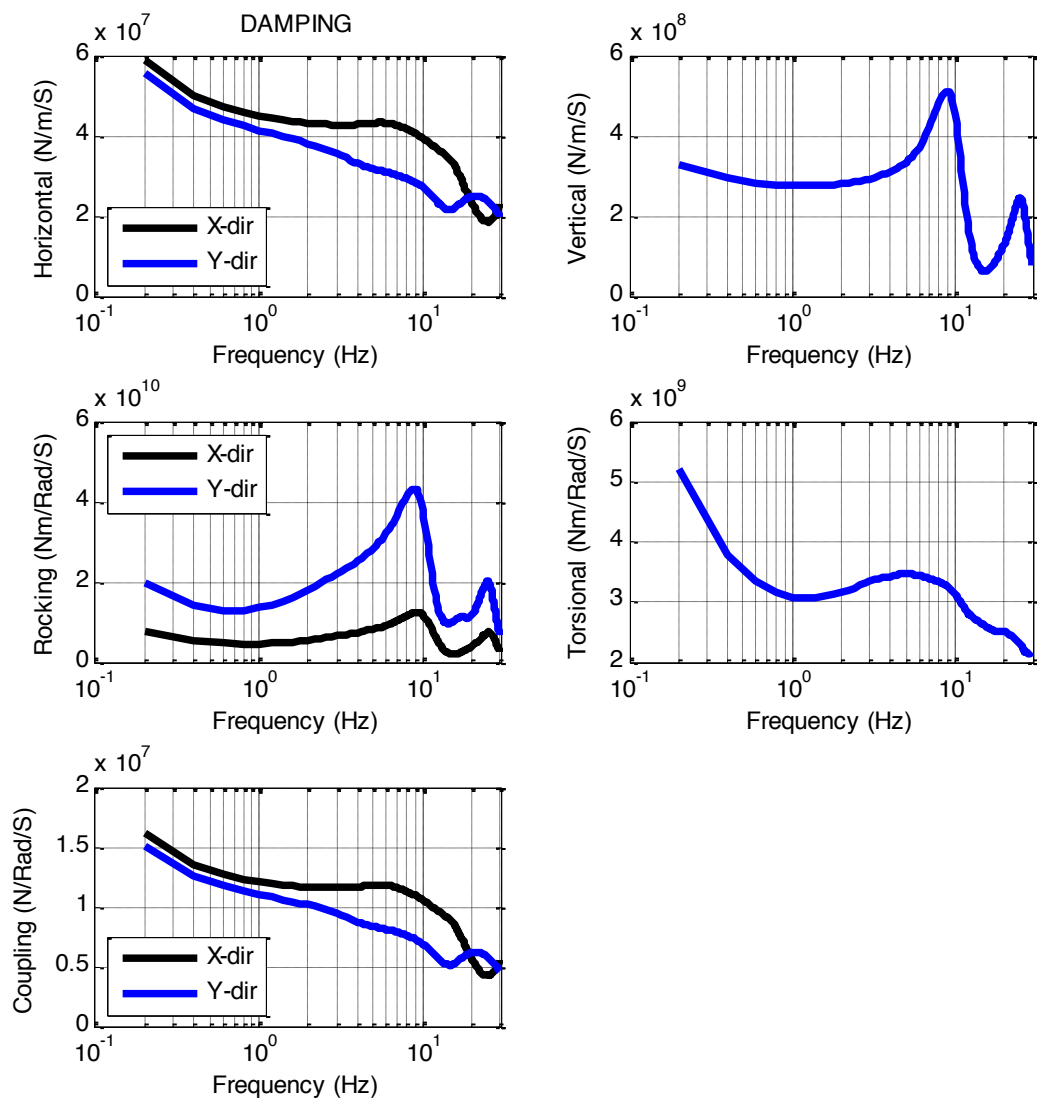 DAMPING
x 10^7
6
4
2
0
Horizontal (N/m/S)
X-dir
Y-dir
10^-1 10^0 10^1
Frequency (Hz)
x 10^8
6
4
2
0
Vertical (N/m/S)
10^-1 10^0 10^1
Frequency (Hz)
x 10^10
6
4
2
0
Rocking (Nm/Rad/S)
X-dir
Y-dir
10^-1 10^0 10^1
Frequency (Hz)
x 10^9
6
5
4
3
2
Torsional (Nm/Rad/S)
10^-1 10^0 10^1
Frequency (Hz)
x 10^7
2
1.5
1
0.5
0
Coupling (N/Rad/S)
X-dir
Y-dir
10^-1 10^0 10^1
Frequency (Hz)